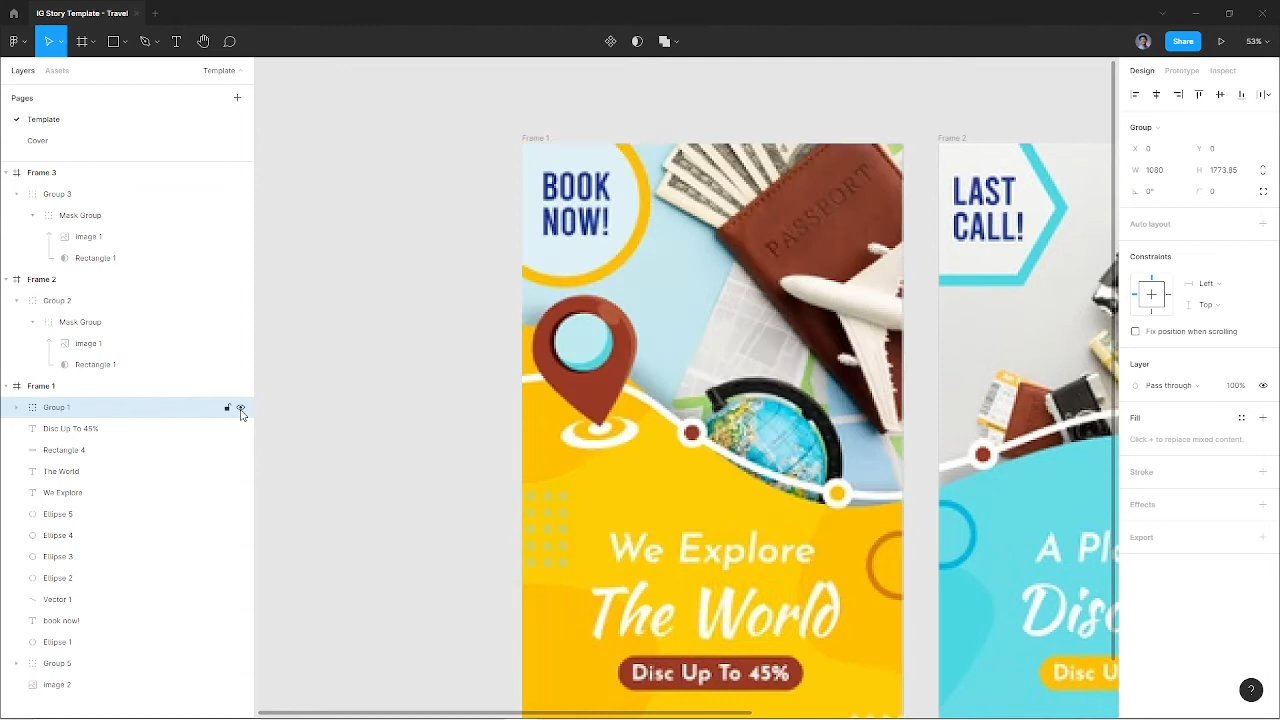 IG Story Template - Travel
Share
53%
Layers
Assets
Template
Pages
Template
Cover
Frame 3
Group 3
Mask Group
image 1
Rectangle 1
Frame 2
Group 2
Mask Group
image 1
Rectangle 1
Frame 1
Group 1
Disc Up To 45%
Rectangle 4
The World
We Explore
Ellipse 5
Ellipse 4
Ellipse 3
Ellipse 2
Vector 1
book now!
Ellipse 1
Group 5
image 2
Frame 1
BOOK
NOW!
PASSPORT
We Explore
The World
Disc Up To 45%
Frame 2
LAST
CALL!
A Pl
Disc
Disc U
Design
Prototype
Inspect
Group
X 0
Y 0
W 1080
H 1773.85
0°
0
Auto layout
Constraints
Left
Top
Fix position when scrolling
Layer
Pass through
100%
Fill
Click + to replace mixed content.
Stroke
Effects
Export
?